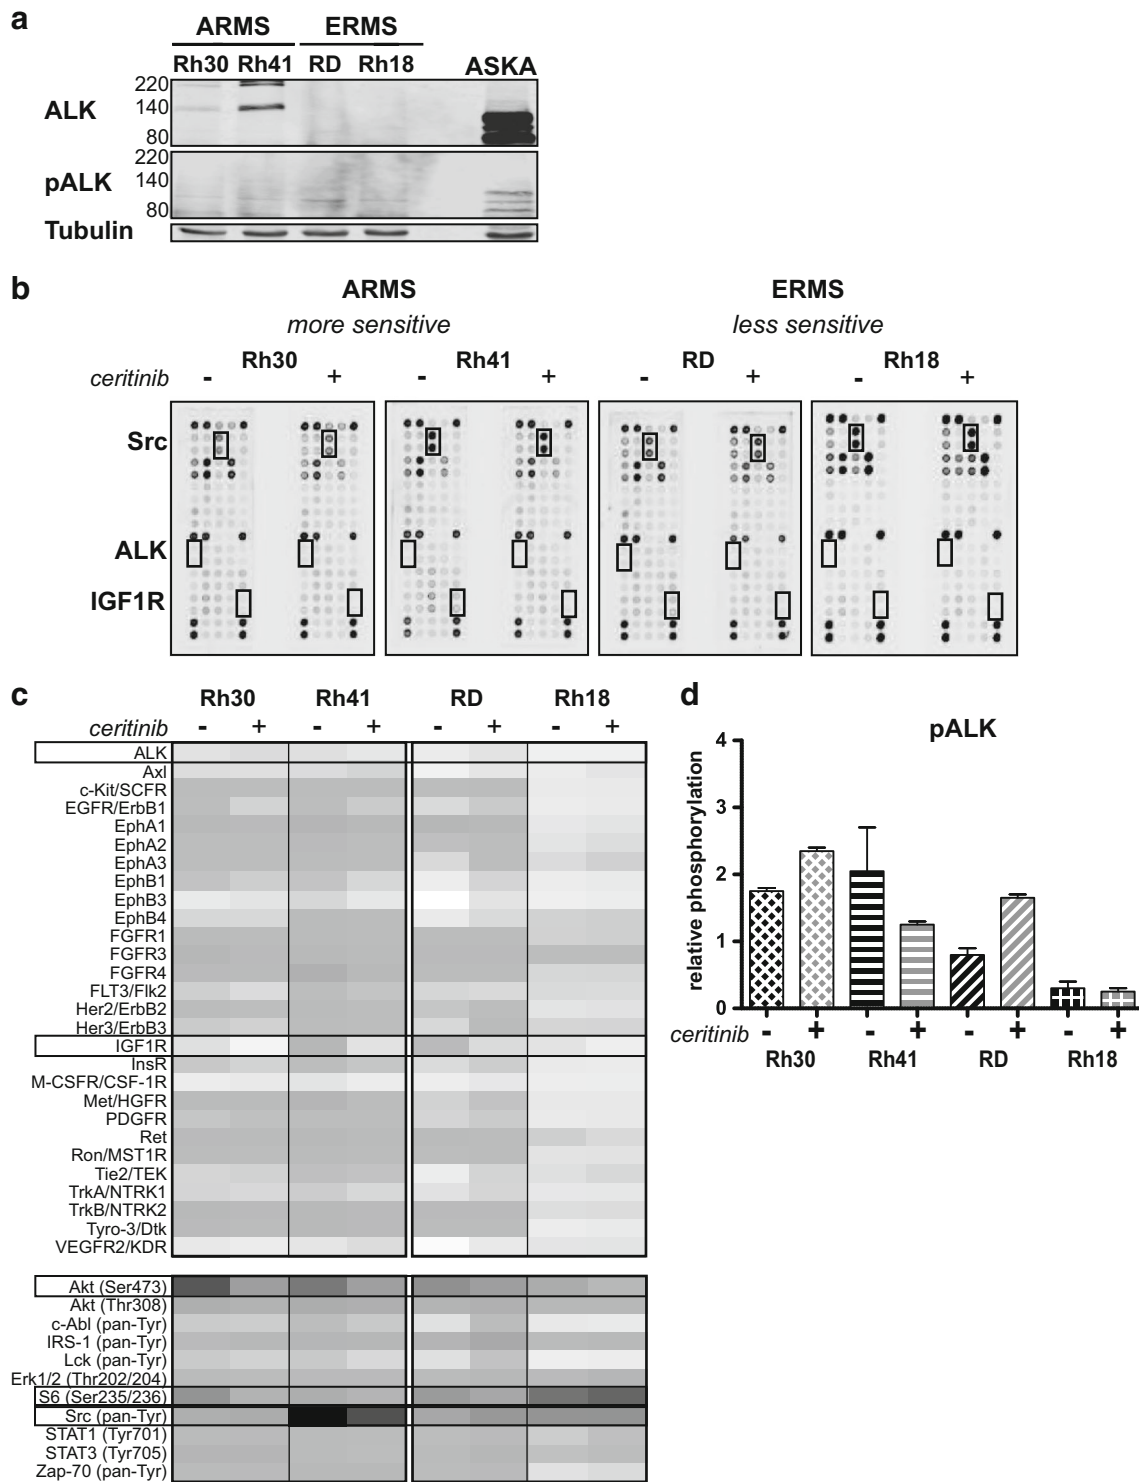 a
ARMS ERMS
Rh30 Rh41 RD Rh18 ASKA
ALK
220
140
80
pALK
220
140
80
Tubulin
b
ARMS ERMS
more sensitive less sensitive
Rh30 Rh41 RD Rh18
ceritinib - + - + - + - +
Src
ALK
IGF1R
c
Rh30 Rh41 RD Rh18
ceritinib - + - + - + - +
ALK
Axl
c-Kit/SCFR
EGFR/ErbB1
EphA1
EphA2
EphA3
EphB1
EphB3
EphB4
FGFR1
FGFR3
FGFR4
FLT3/Flk2
Her2/ErbB2
Her3/ErbB3
IGF1R
InsR
M-CSFR/CSF-1R
Met/HGFR
PDGFR
Ret
Ron/MST1R
Tie2/TEK
TrkA/NTRK1
TrkB/NTRK2
Tyro-3/Dtk
VEGFR2/KDR
Akt (Ser473)
Akt (Thr308)
c-Abl (pan-Tyr)
IRS-1 (pan-Tyr)
Lck (pan-Tyr)
Erk1/2 (Thr202/204)
S6 (Ser235/236)
Src (pan-Tyr)
STAT1 (Tyr701)
STAT3 (Tyr705)
Zap-70 (pan-Tyr)
d
pALK
relative phosphorylation
4
3
2
1
0
ceritinib - + - + - + - +
Rh30 Rh41 RD Rh18